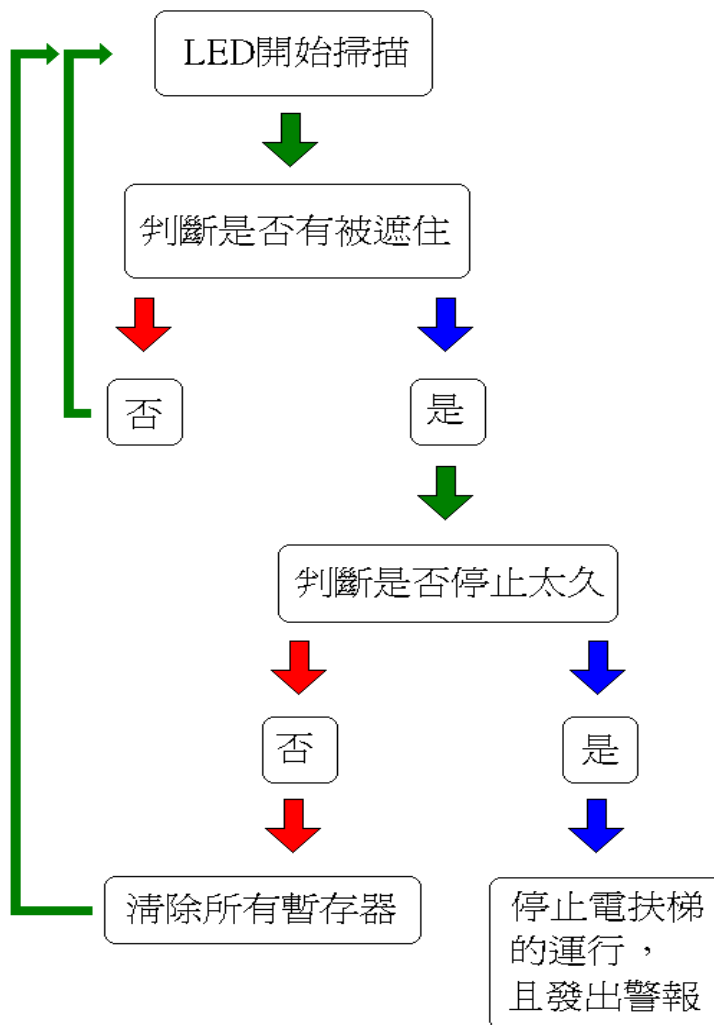 LED開始掃描
判斷是否有被遮住
否
是
判斷是否停止太久
否
是
清除所有暫存器
停止電扶梯
的運行，
且發出警報